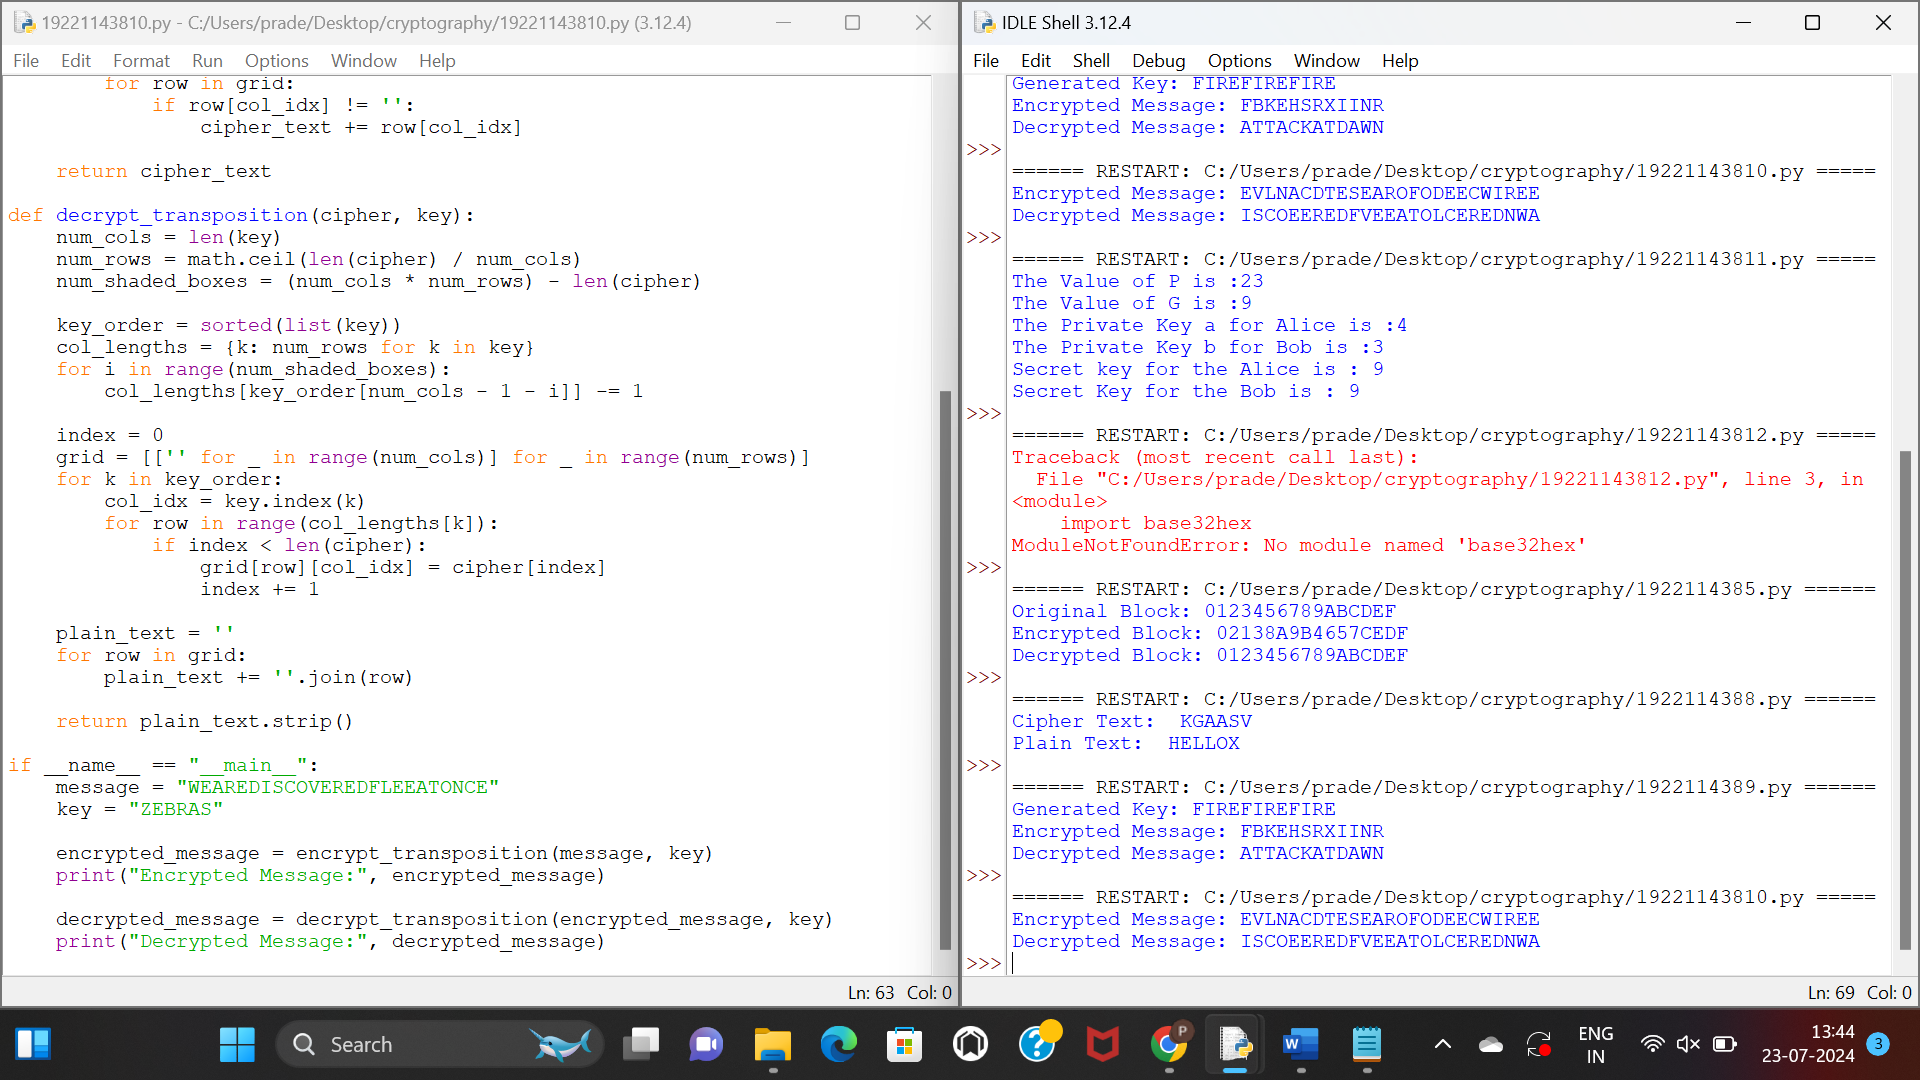 19221143810.py - C:/Users/prade/Desktop/cryptography/19221143810.py (3.12.4)
File Edit Format Run Options Window Help
        for row in grid:
            if row[col_idx] != '':
                cipher_text += row[col_idx]

    return cipher_text

def decrypt_transposition(cipher, key):
    num_cols = len(key)
    num_rows = math.ceil(len(cipher) / num_cols)
    num_shaded_boxes = (num_cols * num_rows) - len(cipher)

    key_order = sorted(list(key))
    col_lengths = {k: num_rows for k in key}
    for i in range(num_shaded_boxes):
        col_lengths[key_order[num_cols - 1 - i]] -= 1

    index = 0
    grid = [['' for _ in range(num_cols)] for _ in range(num_rows)]
    for k in key_order:
        col_idx = key.index(k)
        for row in range(col_lengths[k]):
            if index < len(cipher):
                grid[row][col_idx] = cipher[index]
                index += 1

    plain_text = ''
    for row in grid:
        plain_text += ''.join(row)

    return plain_text.strip()

if __name__ == "__main__":
    message = "WEAREDISCOVEREDFLEEATONCE"
    key = "ZEBRAS"

    encrypted_message = encrypt_transposition(message, key)
    print("Encrypted Message:", encrypted_message)

    decrypted_message = decrypt_transposition(encrypted_message, key)
    print("Decrypted Message:", decrypted_message)
Ln: 63 Col: 0
IDLE Shell 3.12.4
File Edit Shell Debug Options Window Help
Generated Key: FIREFIREFIRE
Encrypted Message: FBKEHSRXIINR
Decrypted Message: ATTACKATDAWN
>>>
====== RESTART: C:/Users/prade/Desktop/cryptography/19221143810.py =====
Encrypted Message: EVLNACDTESEAROFODEECWIREE
Decrypted Message: ISCOEEREDFVEEATOLCEREDNWA
>>>
====== RESTART: C:/Users/prade/Desktop/cryptography/19221143811.py =====
The Value of P is :23
The Value of G is :9
The Private Key a for Alice is :4
The Private Key b for Bob is :3
Secret key for the Alice is : 9
Secret Key for the Bob is : 9
>>>
====== RESTART: C:/Users/prade/Desktop/cryptography/19221143812.py =====
Traceback (most recent call last):
  File "C:/Users/prade/Desktop/cryptography/19221143812.py", line 3, in
<module>
    import base32hex
ModuleNotFoundError: No module named 'base32hex'
>>>
====== RESTART: C:/Users/prade/Desktop/cryptography/1922114385.py ======
Original Block: 0123456789ABCDEF
Encrypted Block: 02138A9B4657CEDF
Decrypted Block: 0123456789ABCDEF
>>>
====== RESTART: C:/Users/prade/Desktop/cryptography/1922114388.py ======
Cipher Text:  KGAASV
Plain Text:  HELLOX
>>>
====== RESTART: C:/Users/prade/Desktop/cryptography/1922114389.py ======
Generated Key: FIREFIREFIRE
Encrypted Message: FBKEHSRXIINR
Decrypted Message: ATTACKATDAWN
>>>
====== RESTART: C:/Users/prade/Desktop/cryptography/19221143810.py =====
Encrypted Message: EVLNACDTESEAROFODEECWIREE
Decrypted Message: ISCOEEREDFVEEATOLCEREDNWA
>>>
Ln: 69 Col: 0
Search
P
W
ENG
IN
13:44
23-07-2024
3